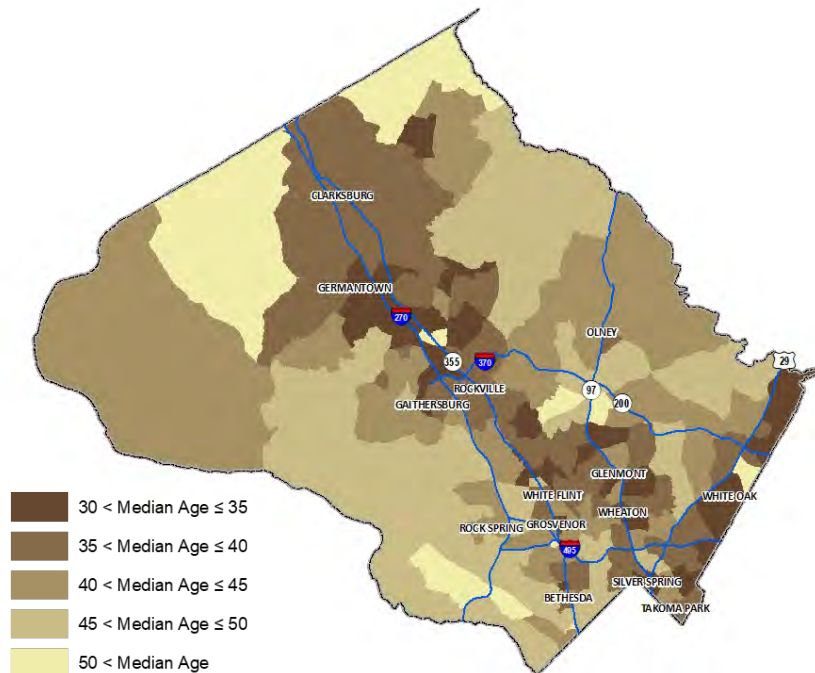 CLARKSBURG
GERMANTOWN
270
OLNEY
355
370
29
ROCKVILLE
97
200
GAITHERSBURG
GLENMONT
WHITE FLINT
WHITE OAK
30 < Median Age ≤ 35
WHEATON
ROCK SPRING
GROSVENOR
35 < Median Age ≤ 40
495
40 < Median Age ≤ 45
SILVER SPRING
BETHESDA
TAKOMA PARK
45 < Median Age ≤ 50
50 < Median Age